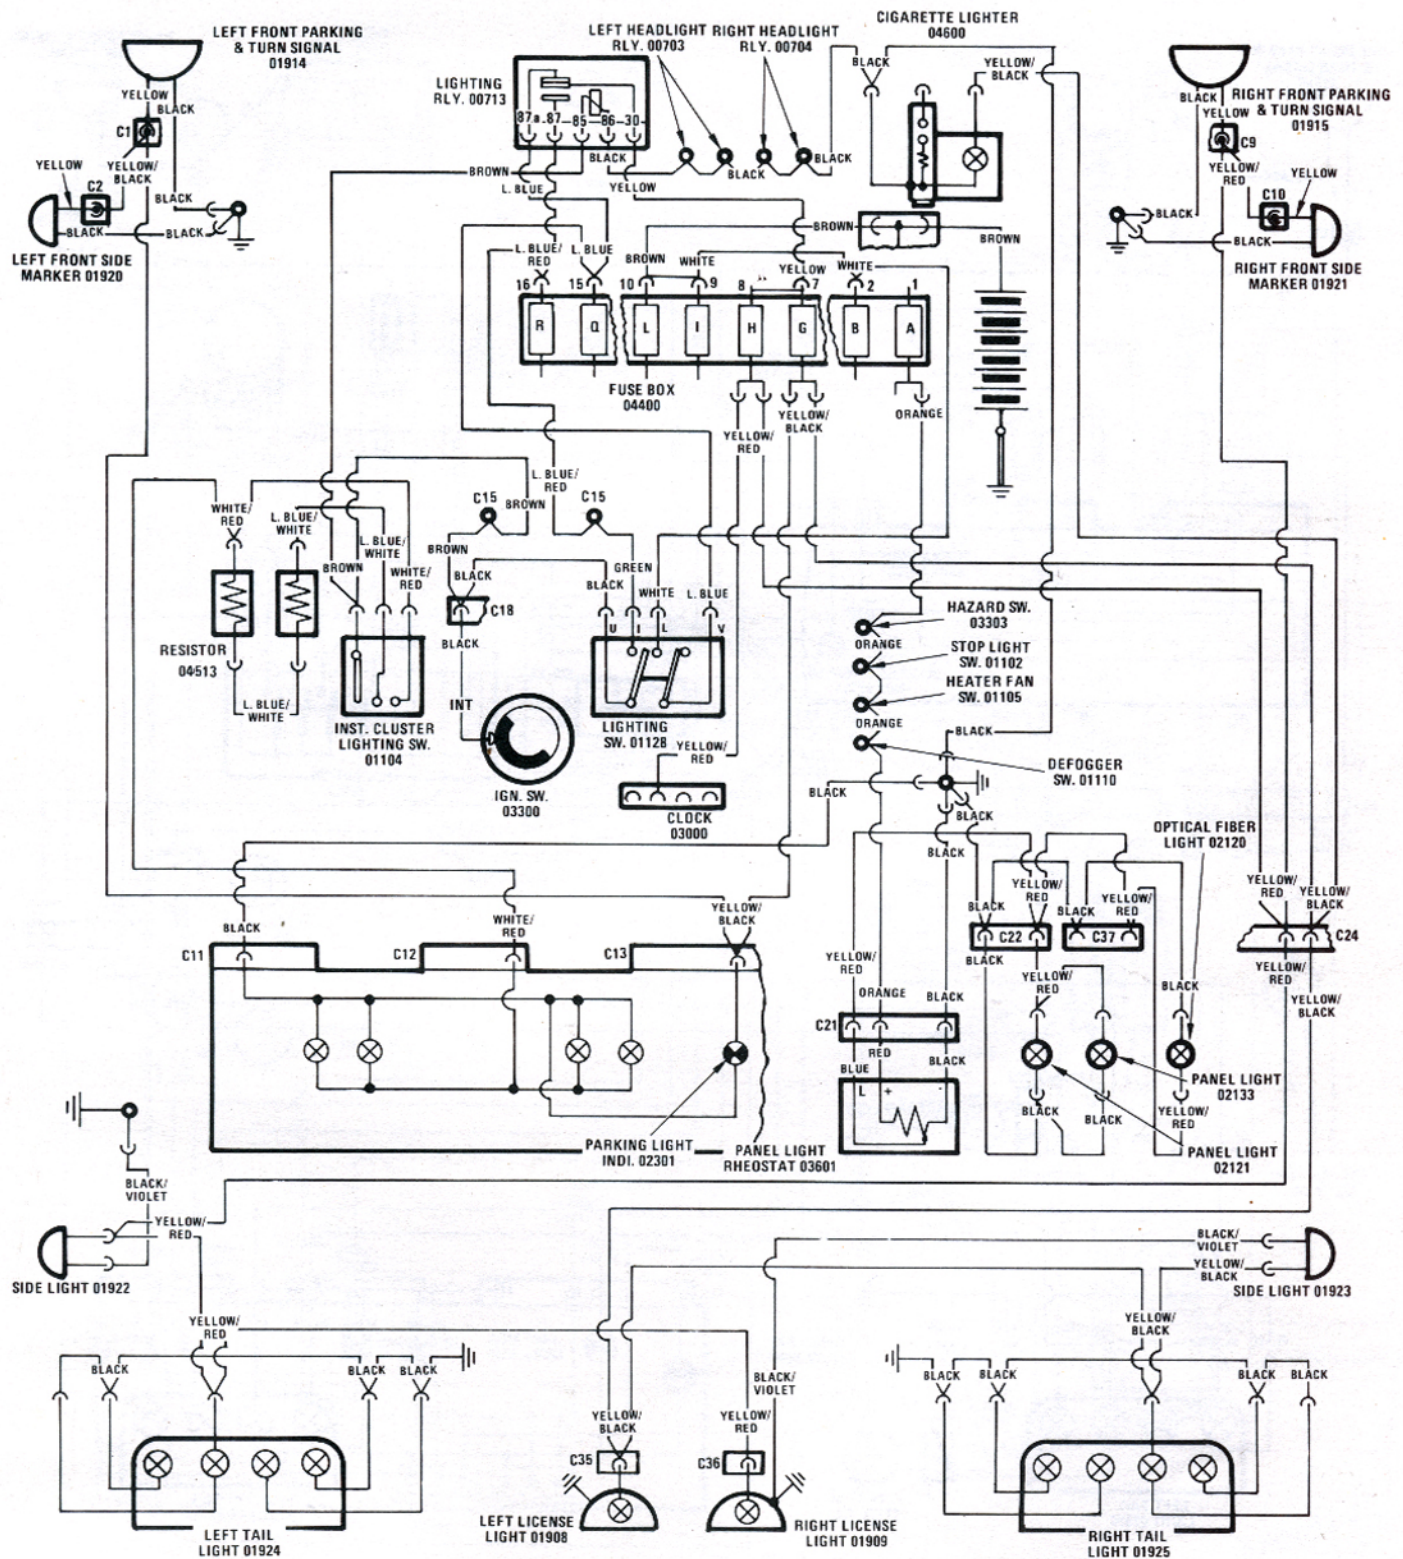 LEFT FRONT PARKING
& TURN SIGNAL
01914
LEFT HEADLIGHT
RLY. 00703
RIGHT HEADLIGHT
RLY. 00704
CIGARETTE LIGHTER
04600
LIGHTING
RLY. 00713
87a 87 85 86 30
BLACK
YELLOW/
BLACK
RIGHT FRONT PARKING
& TURN SIGNAL
01915
YELLOW
BLACK
C1
YELLOW
YELLOW/
BLACK
C2
BLACK
BLACK
BLACK
LEFT FRONT SIDE
MARKER 01920
BROWN
L. BLUE
BLACK
YELLOW
BLACK
BLACK
BLACK
YELLOW
C9
YELLOW/
RED
YELLOW
C10
BLACK
BLACK
RIGHT FRONT SIDE
MARKER 01921
L. BLUE/
RED
L. BLUE
BROWN
WHITE
YELLOW
BROWN
WHITE
BROWN
16 15 10 9 8 7 2 1
R Q L I H G B A
FUSE BOX
04400
YELLOW/
RED
YELLOW/
BLACK
ORANGE
WHITE/
RED
L. BLUE/
WHITE
BROWN
L. BLUE/
WHITE
WHITE/
RED
C15
BROWN
L. BLUE/
RED
C15
BROWN
BLACK
C18
BLACK
INT
BLACK
GREEN
WHITE
L. BLUE
U I L V
RESISTOR
04513
L. BLUE/
WHITE
INST. CLUSTER
LIGHTING SW.
01104
IGN. SW.
03300
LIGHTING
SW. 01128
YELLOW/
RED
CLOCK
03000
HAZARD SW.
03303
ORANGE
STOP LIGHT
SW. 01102
HEATER FAN
SW. 01105
ORANGE
DEFOGGER
SW. 01110
BLACK
BLACK
BLACK
BLACK
OPTICAL FIBER
LIGHT 02120
BLACK
WHITE/
RED
YELLOW/
BLACK
C11
C12
C13
YELLOW/
RED
ORANGE
BLACK
C21
RED
BLUE
BLACK
L + -
BLACK
YELLOW/
RED
BLACK
YELLOW/
RED
C22
C37
BLACK
YELLOW/
RED
BLACK
YELLOW/
RED
YELLOW/
BLACK
C24
YELLOW/
RED
YELLOW/
BLACK
PANEL LIGHT
02133
BLACK
BLACK
YELLOW/
RED
PANEL LIGHT
02121
PARKING LIGHT
INDI. 02301
PANEL LIGHT
RHEOSTAT 03601
BLACK/
VIOLET
YELLOW/
RED
SIDE LIGHT 01922
BLACK/
VIOLET
YELLOW/
BLACK
SIDE LIGHT 01923
YELLOW/
RED
BLACK
BLACK
BLACK
YELLOW/
BLACK
BLACK
BLACK
BLACK
BLACK
BLACK/
VIOLET
YELLOW/
BLACK
YELLOW/
RED
C35
C36
LEFT TAIL
LIGHT 01924
LEFT LICENSE
LIGHT 01908
RIGHT LICENSE
LIGHT 01909
RIGHT TAIL
LIGHT 01925